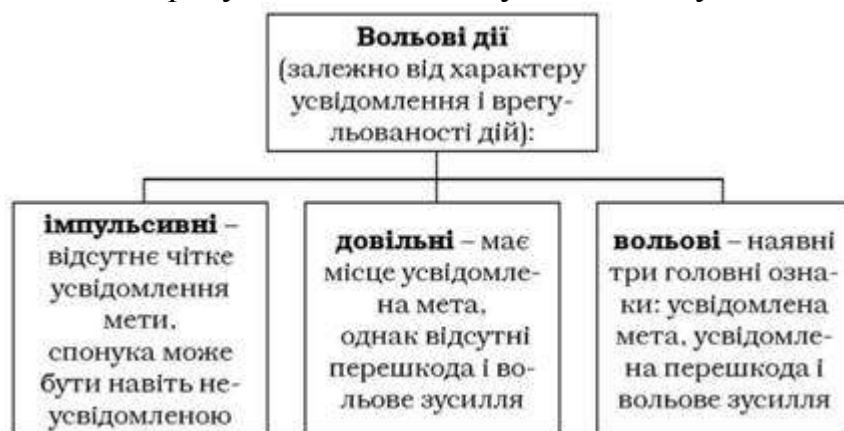 Вольові дії
(залежно від характеру
усвідомлення і врегу-
льованості дій):
імпульсивні –
відсутнє чітке
усвідомлення
мети,
спонука може
бути навіть не-
усвідомленою
довільні – має
місце усвідомле-
на мета,
однак відсутні
перешкода і во-
льове зусилля
вольові – наявні
три головні озна-
ки: усвідомлена
мета, усвідомле-
на перешкода і
вольове зусилля